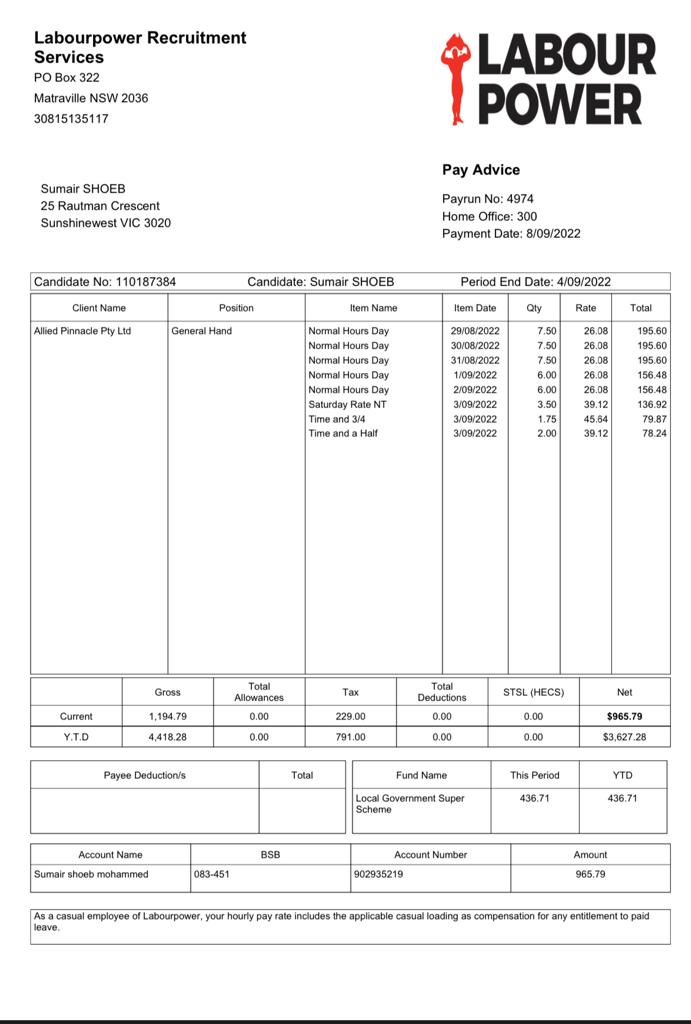 Labourpower Recruitment
Services
PO Box 322
Matraville NSW 2036
30815135117
LABOUR
POWER
Pay Advice
Sumair SHOEB
25 Rautman Crescent
Sunshinewest VIC 3020
Payrun No: 4974
Home Office: 300
Payment Date: 8/09/2022
Candidate No: 110187384 Candidate: Sumair SHOEB Period End Date: 4/09/2022
Client Name Position Item Name Item Date Qty Rate Total
Allied Pinnacle Pty Ltd General Hand Normal Hours Day 29/08/2022 7.50 26.08 195.60
Normal Hours Day 30/08/2022 7.50 26.08 195.60
Normal Hours Day 31/08/2022 7.50 26.08 195.60
Normal Hours Day 1/09/2022 6.00 26.08 156.48
Normal Hours Day 2/09/2022 6.00 26.08 156.48
Saturday Rate NT 3/09/2022 3.50 39.12 136.92
Time and 3/4 3/09/2022 1.75 45.64 79.87
Time and a Half 3/09/2022 2.00 39.12 78.24
Gross Total Allowances Tax Total Deductions STSL (HECS) Net
Current 1,194.79 0.00 229.00 0.00 0.00 $965.79
Y.T.D 4,418.28 0.00 791.00 0.00 0.00 $3,627.28
Payee Deduction/s Total Fund Name This Period YTD
Local Government Super 436.71 436.71
Scheme
Account Name BSB Account Number Amount
Sumair shoeb mohammed 083-451 902935219 965.79
As a casual employee of Labourpower, your hourly pay rate includes the applicable casual loading as compensation for any entitlement to paid
leave.